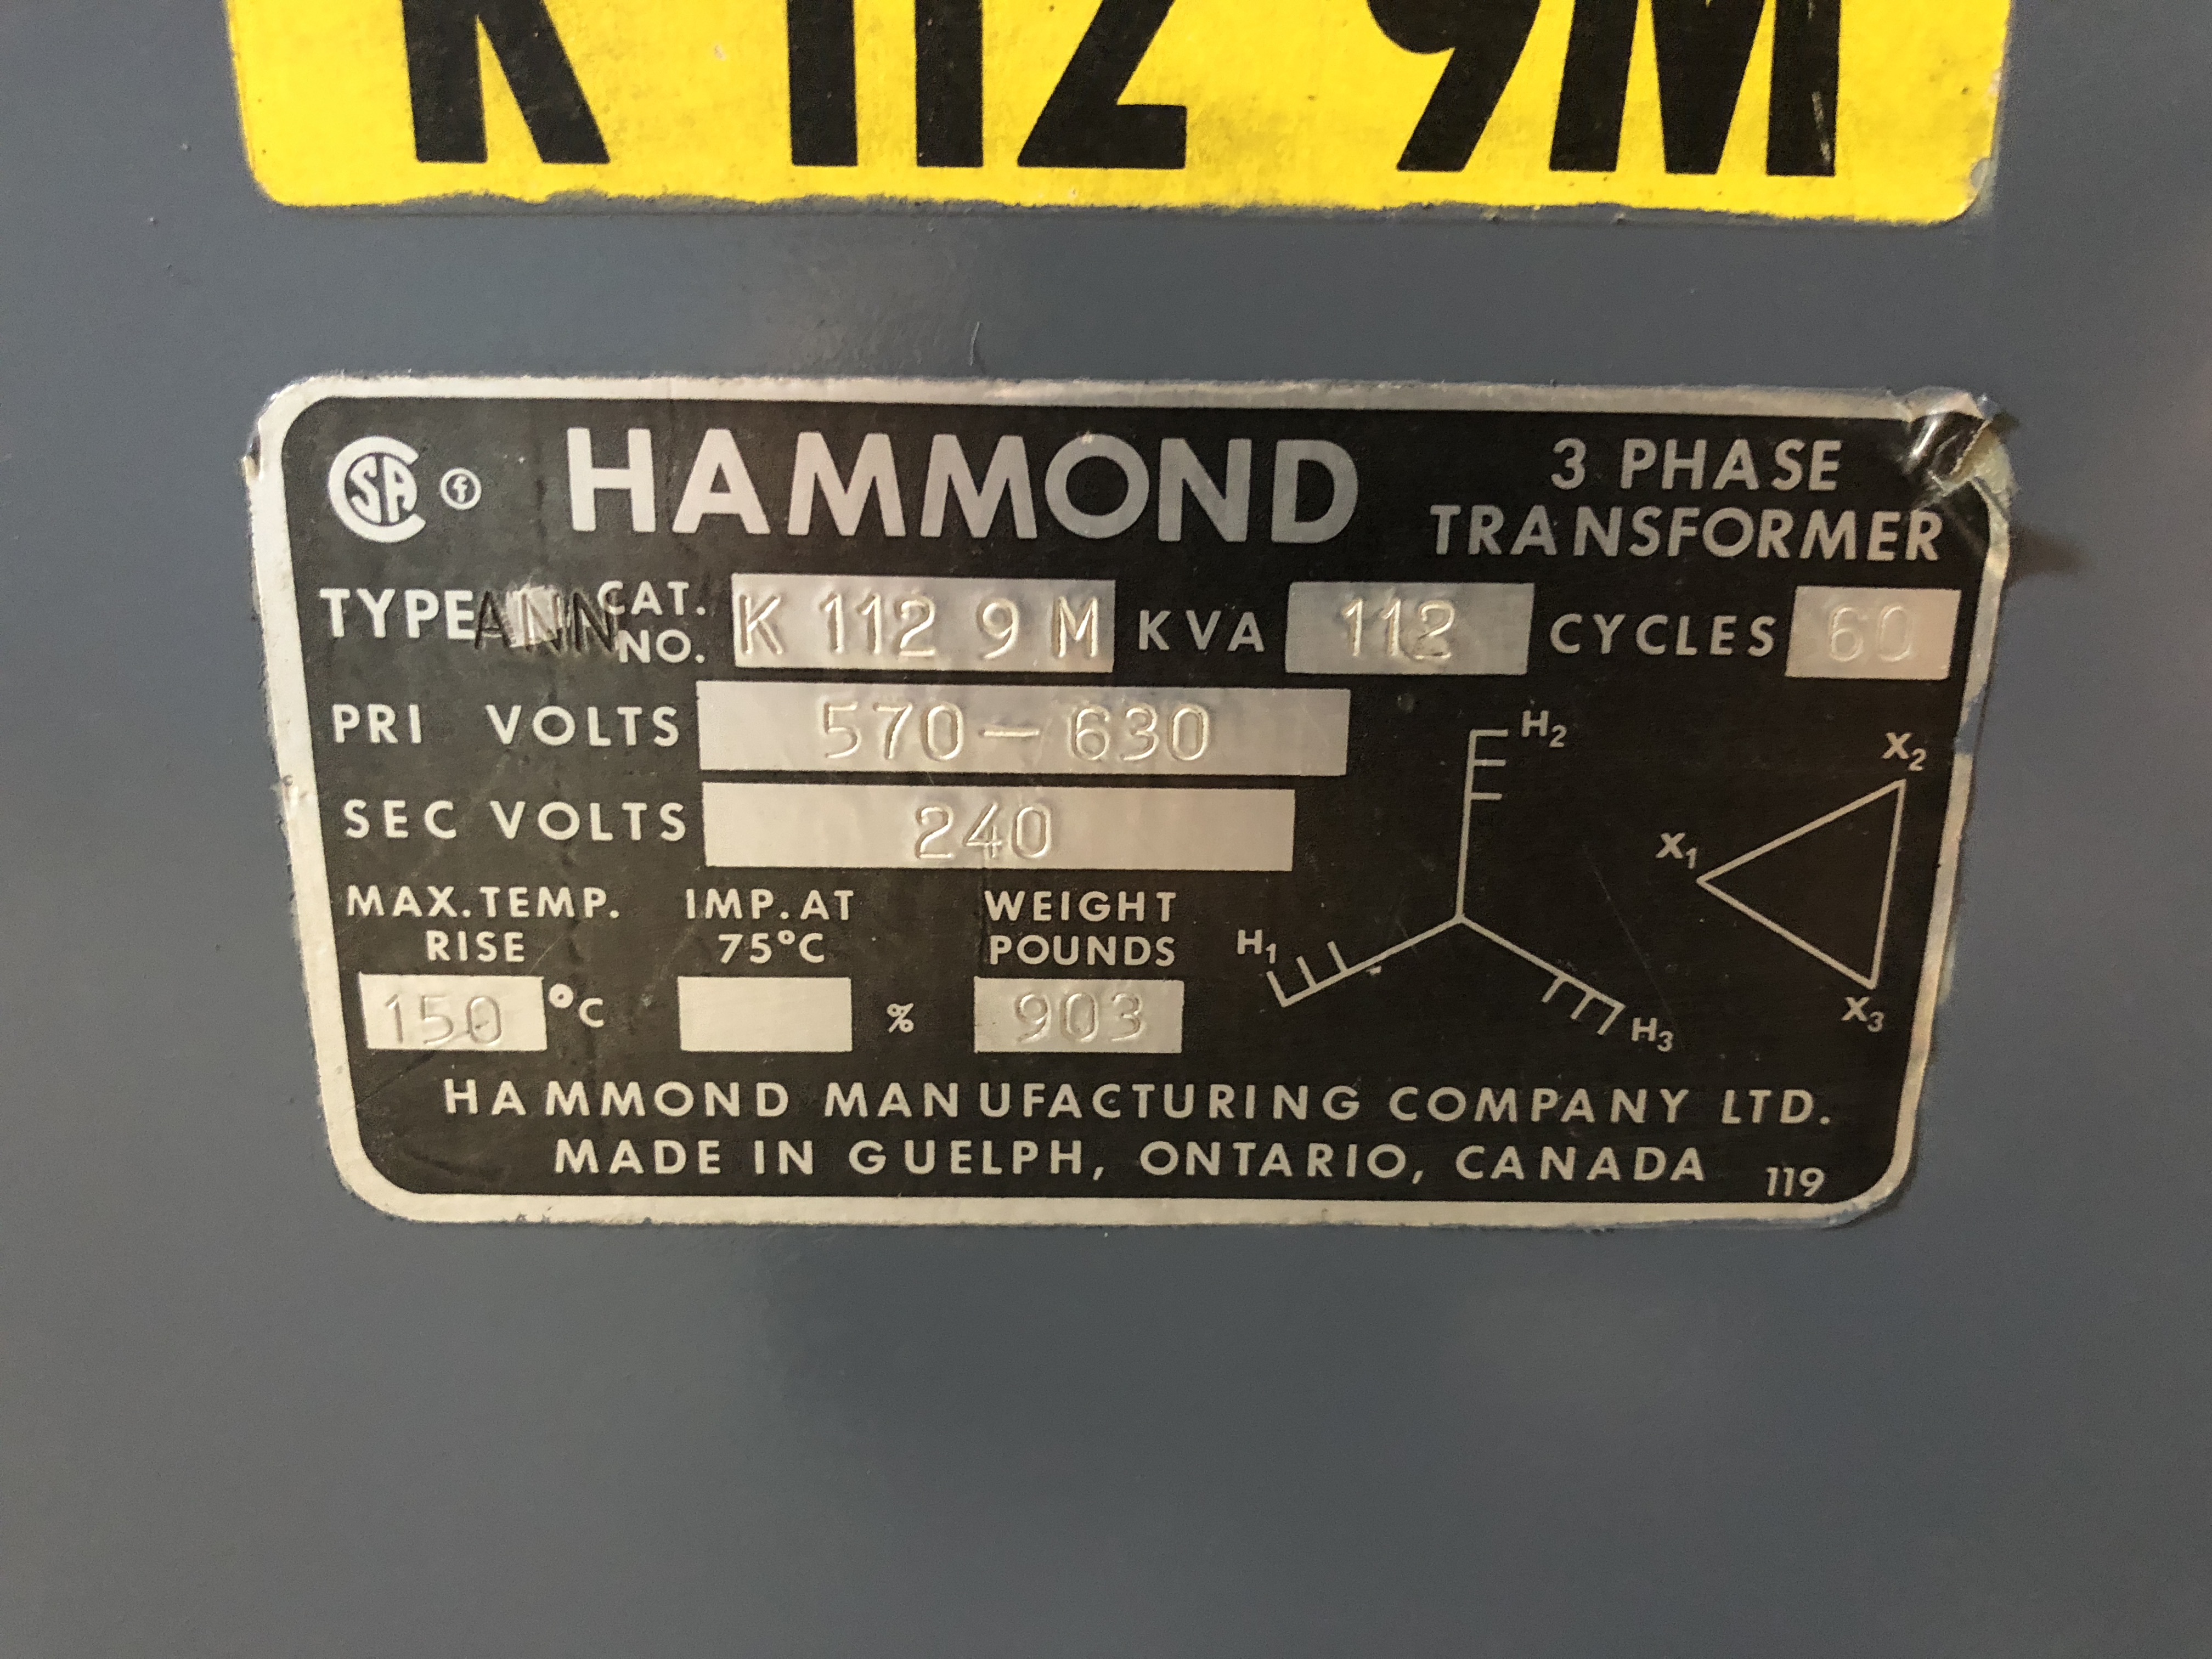 K 112 9M
CSA f HAMMOND 3 PHASE
TRANSFORMER
TYPE ANN CAT. NO. K 112 9 M KVA 112 CYCLES 60
PRI VOLTS 570-630
SEC VOLTS 240
MAX. TEMP. RISE 150 °C
IMP. AT 75°C %
WEIGHT POUNDS 903
H1 H2 H3
X1 X2 X3
HAMMOND MANUFACTURING COMPANY LTD.
MADE IN GUELPH, ONTARIO, CANADA 119